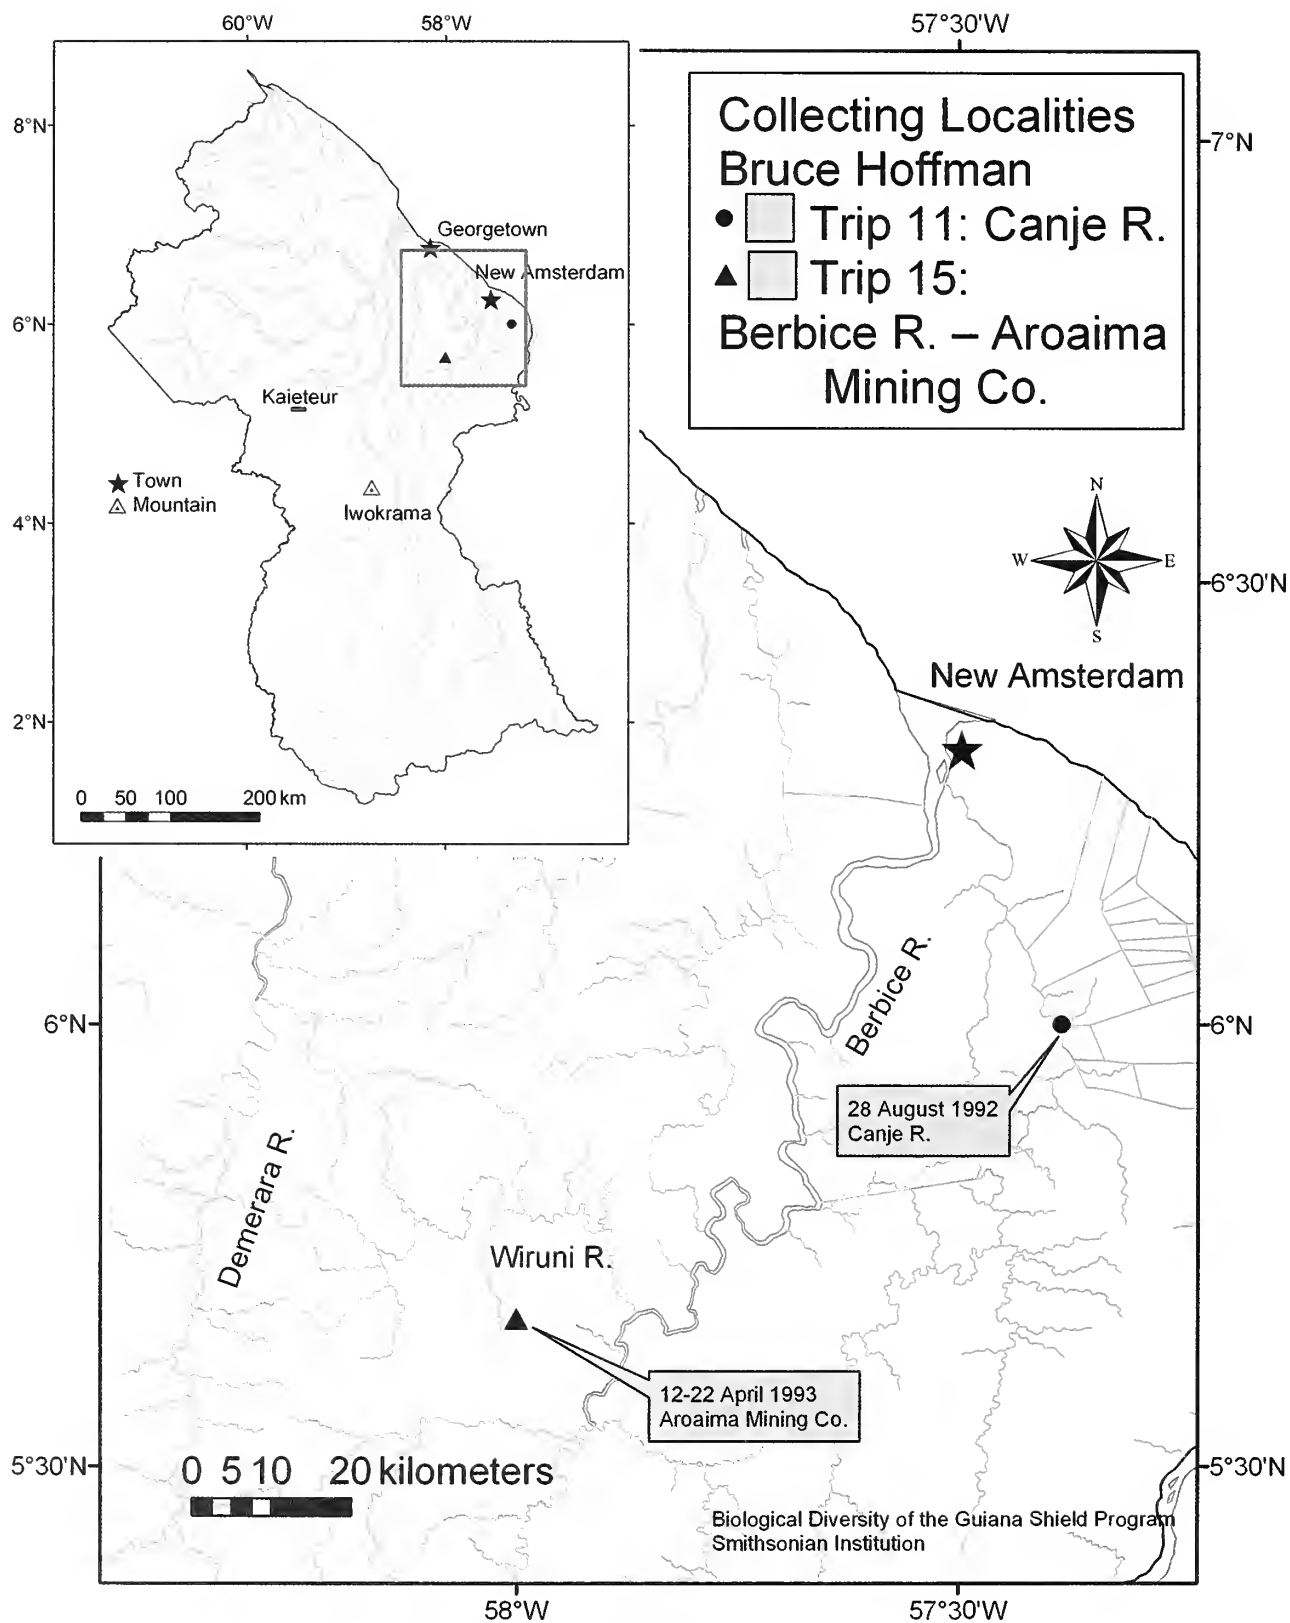 60°W
58°W
57°30'W
8°N
6°N
4°N
2°N
Georgetown
New Amsterdam
Kaieteur
Town
Mountain
Iwokrama
0 50 100 200 km
Collecting Localities
Bruce Hoffman
Trip 11: Canje R.
Trip 15:
Berbice R. – Aroaima
Mining Co.
7°N
N
W E
S
6°30'N
New Amsterdam
Berbice R.
6°N
6°N
28 August 1992
Canje R.
Demerara R.
Wiruni R.
12-22 April 1993
Aroaima Mining Co.
5°30'N
5°30'N
0 5 10 20 kilometers
Biological Diversity of the Guiana Shield Program
Smithsonian Institution
58°W
57°30'W